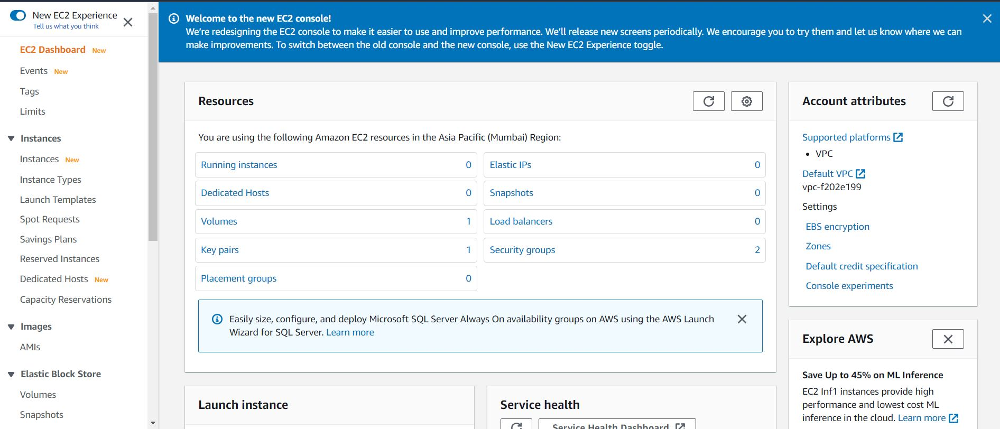 New EC2 Experience
Tell us what you think
EC2 Dashboard New
Events New
Tags
Limits
Instances
Instances New
Instance Types
Launch Templates
Spot Requests
Savings Plans
Reserved Instances
Dedicated Hosts New
Capacity Reservations
Images
AMIs
Elastic Block Store
Volumes
Snapshots
Welcome to the new EC2 console!
We're redesigning the EC2 console to make it easier to use and improve performance. We'll release new screens periodically. We encourage you to try them and let us know where we can
make improvements. To switch between the old console and the new console, use the New EC2 Experience toggle.
Resources
You are using the following Amazon EC2 resources in the Asia Pacific (Mumbai) Region:
Running instances 0
Elastic IPs 0
Dedicated Hosts 0
Snapshots 0
Volumes 1
Load balancers 0
Key pairs 1
Security groups 2
Placement groups 0
Easily size, configure, and deploy Microsoft SQL Server Always On availability groups on AWS using the AWS Launch
Wizard for SQL Server. Learn more
Launch instance
Service health
Service Health Dashboard
Account attributes
Supported platforms
• VPC
Default VPC
vpc-f202e199
Settings
EBS encryption
Zones
Default credit specification
Console experiments
Explore AWS
Save Up to 45% on ML Inference
EC2 Inf1 instances provide high
performance and lowest cost ML
inference in the cloud. Learn more